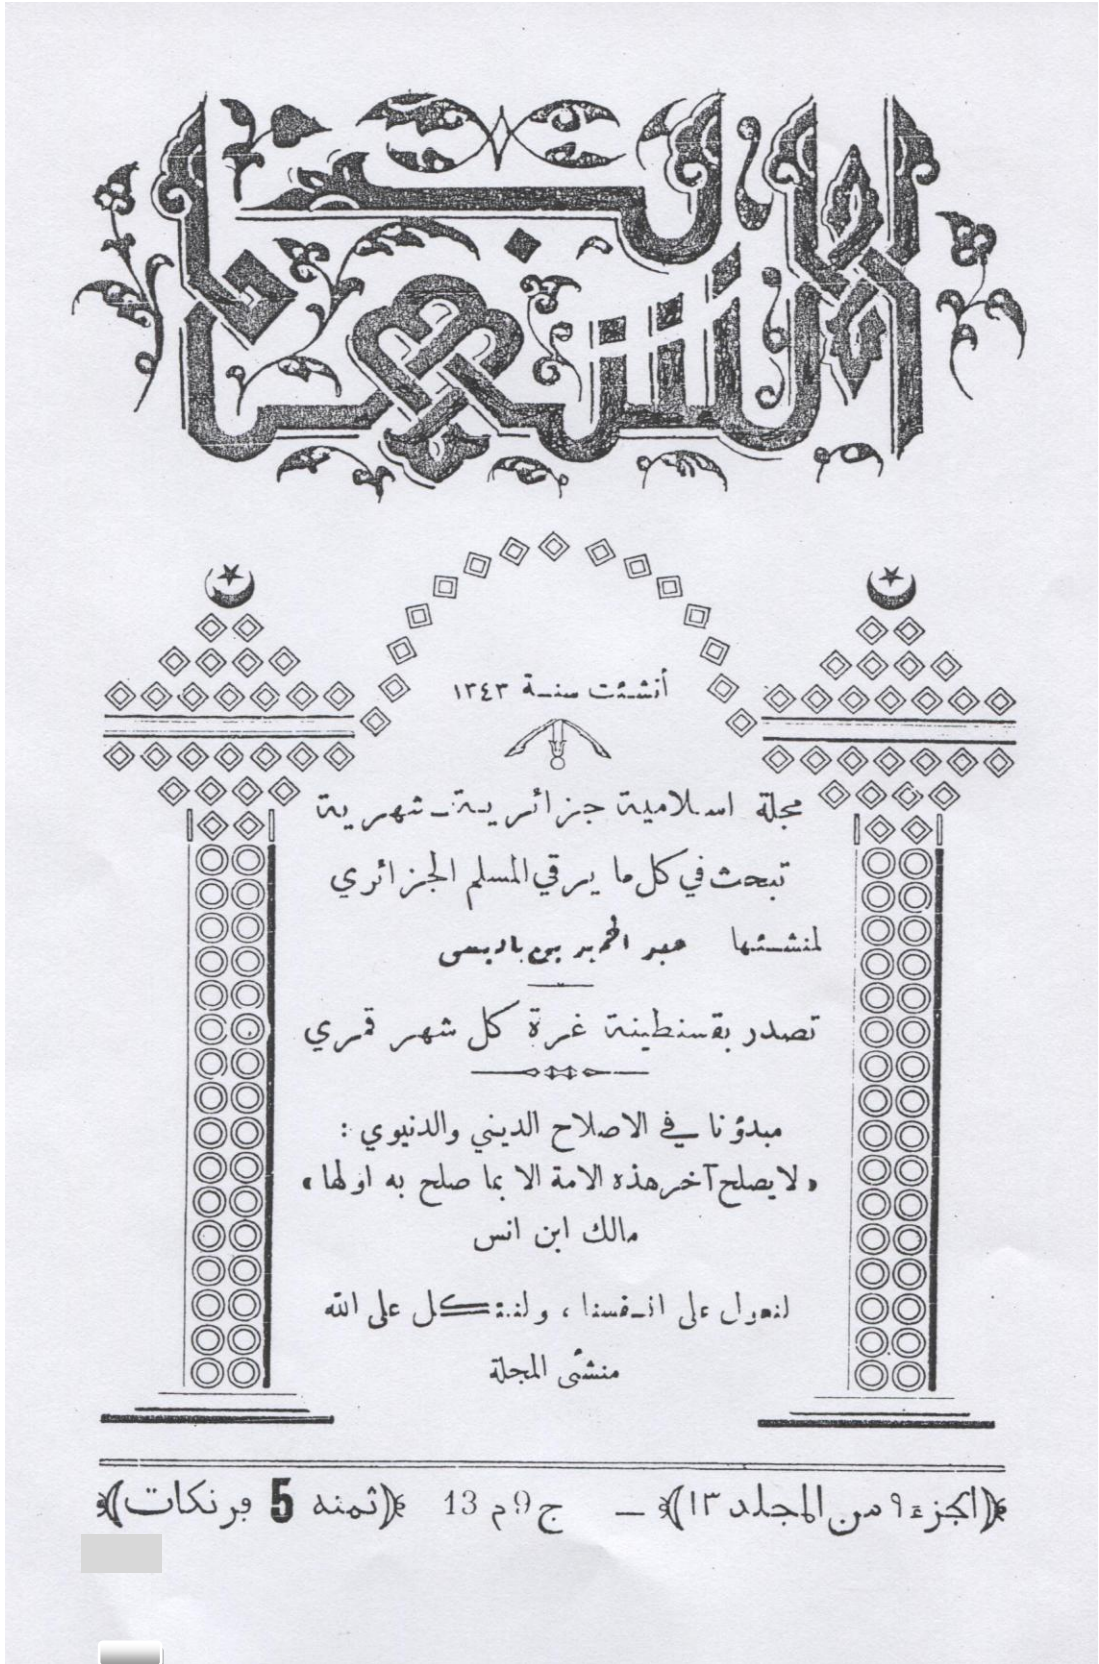 الشهاب
أنشئت سنة ١٣٤٣
مجلة اسلامية جزائرية - شهرية
تبحث في كل ما يرقي المسلم الجزائري
لمنشئها عبد الحميد بن باديس
تصدر بقسنطينة غرة كل شهر قمري
مبدؤنا في الاصلاح الديني والدنيوي :
« لا يصلح آخر هذه الامة الا بما صلح به اولها »
مالك ابن انس
لنعول على انفسنا ، ولنتكل على الله
منشئ المجلة
(الجزء ٩ من المجلد ١٣) — ج 9 م 13 (ثمنه 5 فرنكات)